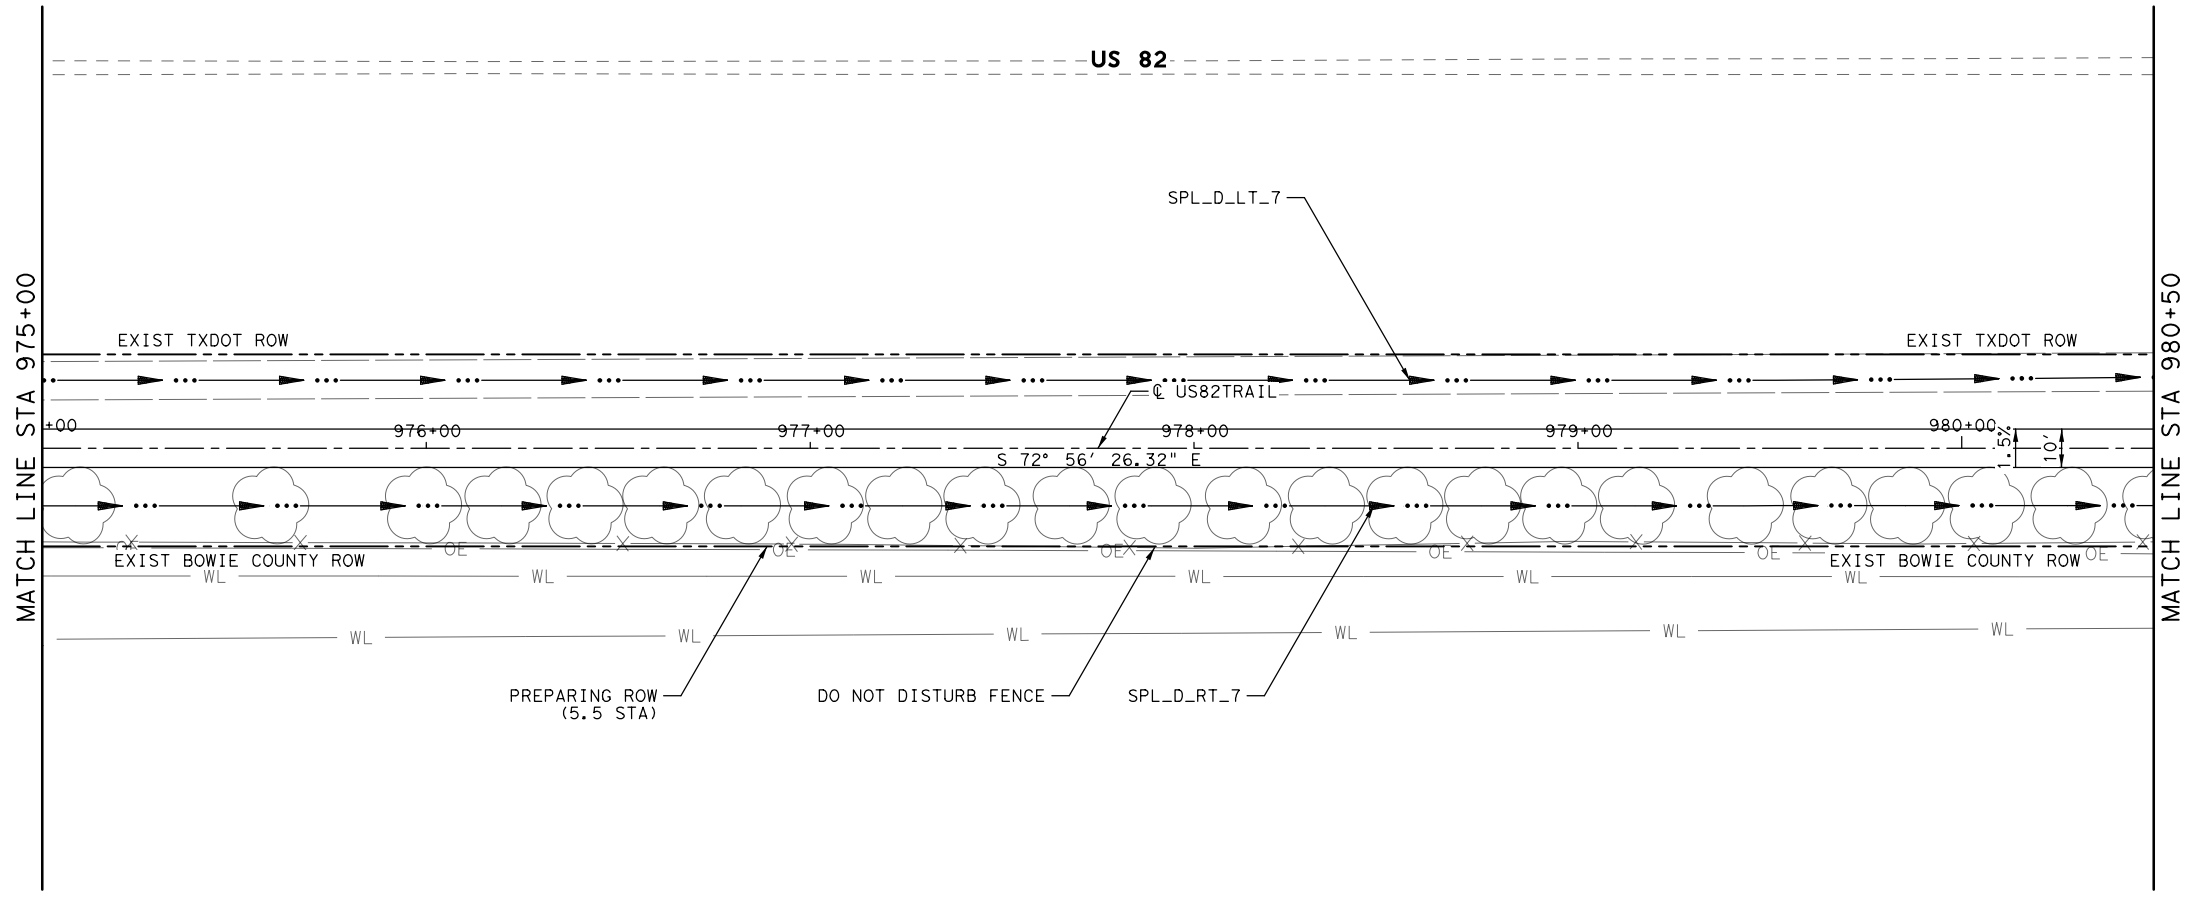 US 82
SPL_D_LT_7
MATCH LINE STA 975+00
MATCH LINE STA 980+50
EXIST TXDOT ROW
EXIST TXDOT ROW
℄ US82TRAIL
+00
976+00
977+00
978+00
979+00
980+00
1.5%
10'
S 72° 56' 26.32" E
OE
OE
OE
OE
OE
OE
EXIST BOWIE COUNTY ROW
EXIST BOWIE COUNTY ROW
WL
WL
WL
WL
WL
WL
WL
WL
WL
WL
WL
WL
PREPARING ROW
(5.5 STA)
DO NOT DISTURB FENCE
SPL_D_RT_7